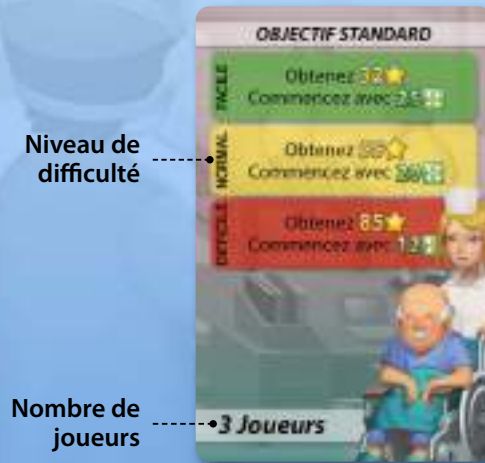 OBJECTIF STANDARD
FACILE
Obtenez
Commencez avec
Niveau de
difficulté
NORMAL
Obtenez
Commencez avec
DIFFICILE
Obtenez 85
Commencez avec
Nombre de
joueurs
3 Joueurs